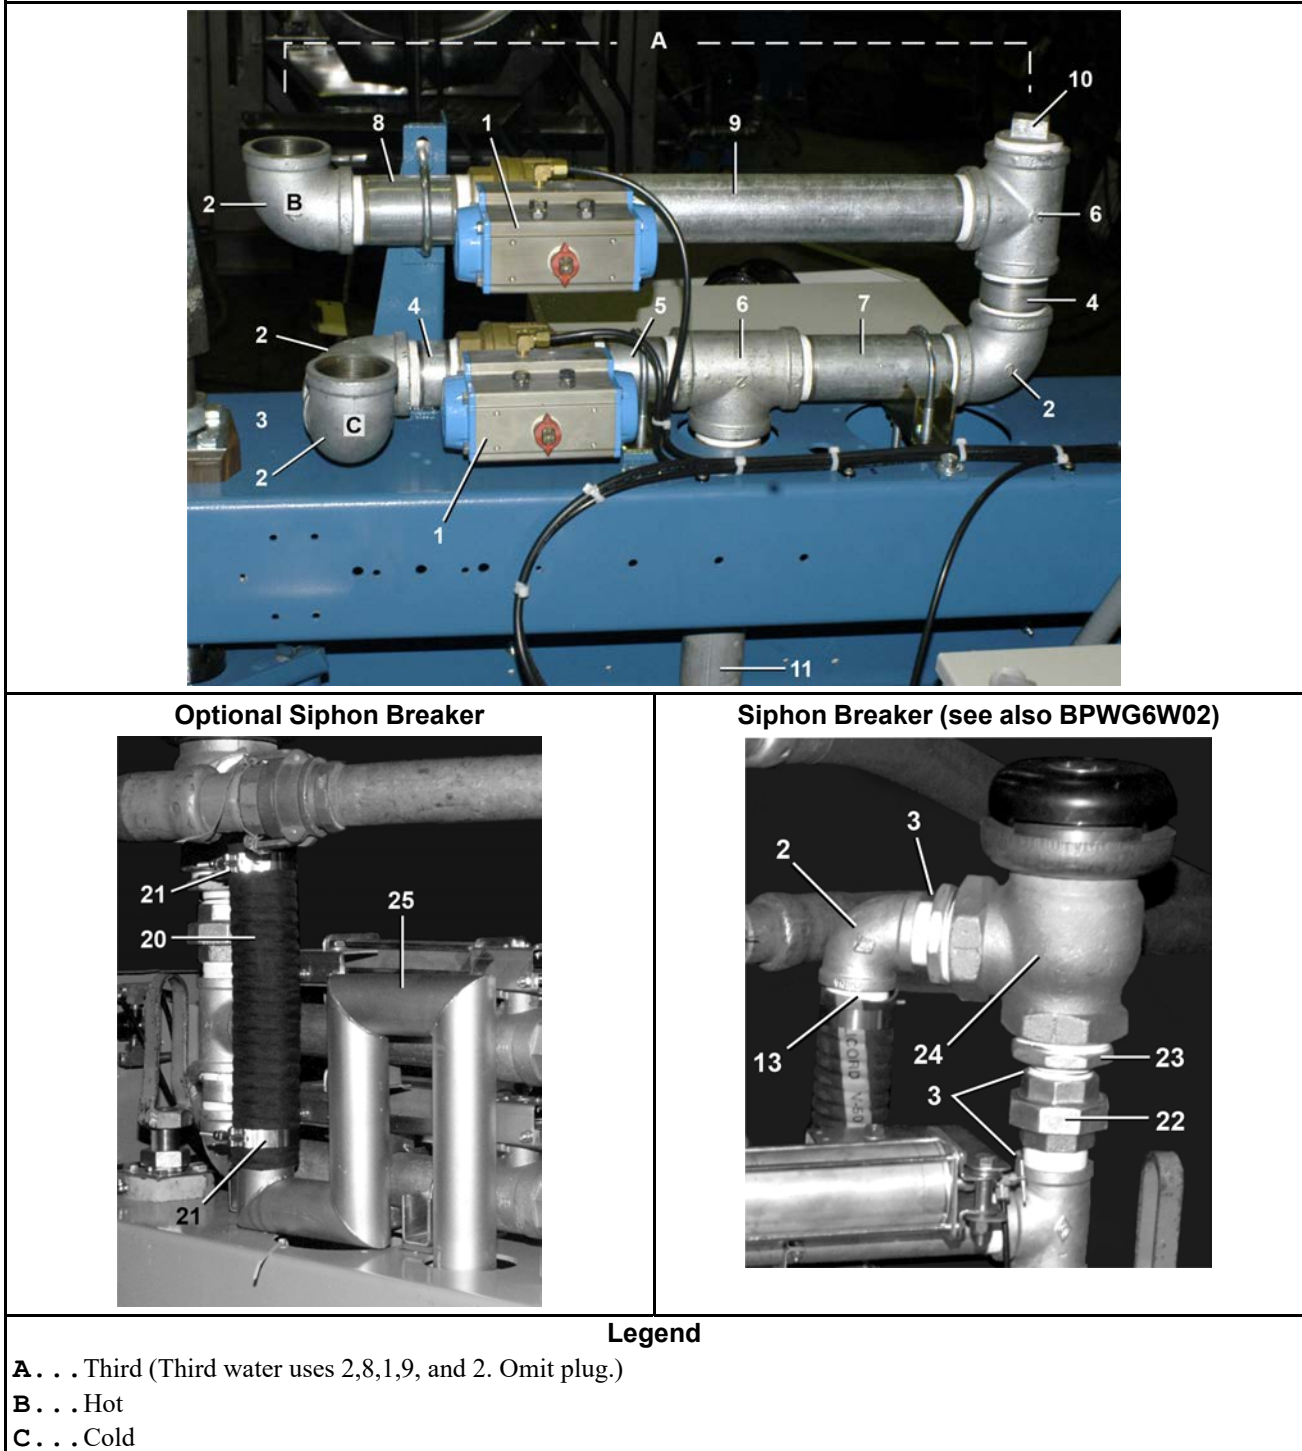 A
10
8
1
9
2
B
6
4
6
7
4
5
2
3
C
2
2
1
11
Optional Siphon Breaker
Siphon Breaker (see also BPWG6W02)
21
20
25
21
3
2
13
24
23
3
22
CORD V-60
Legend
A...Third (Third water uses 2,8,1,9, and 2. Omit plug.)
B...Hot
C...Cold